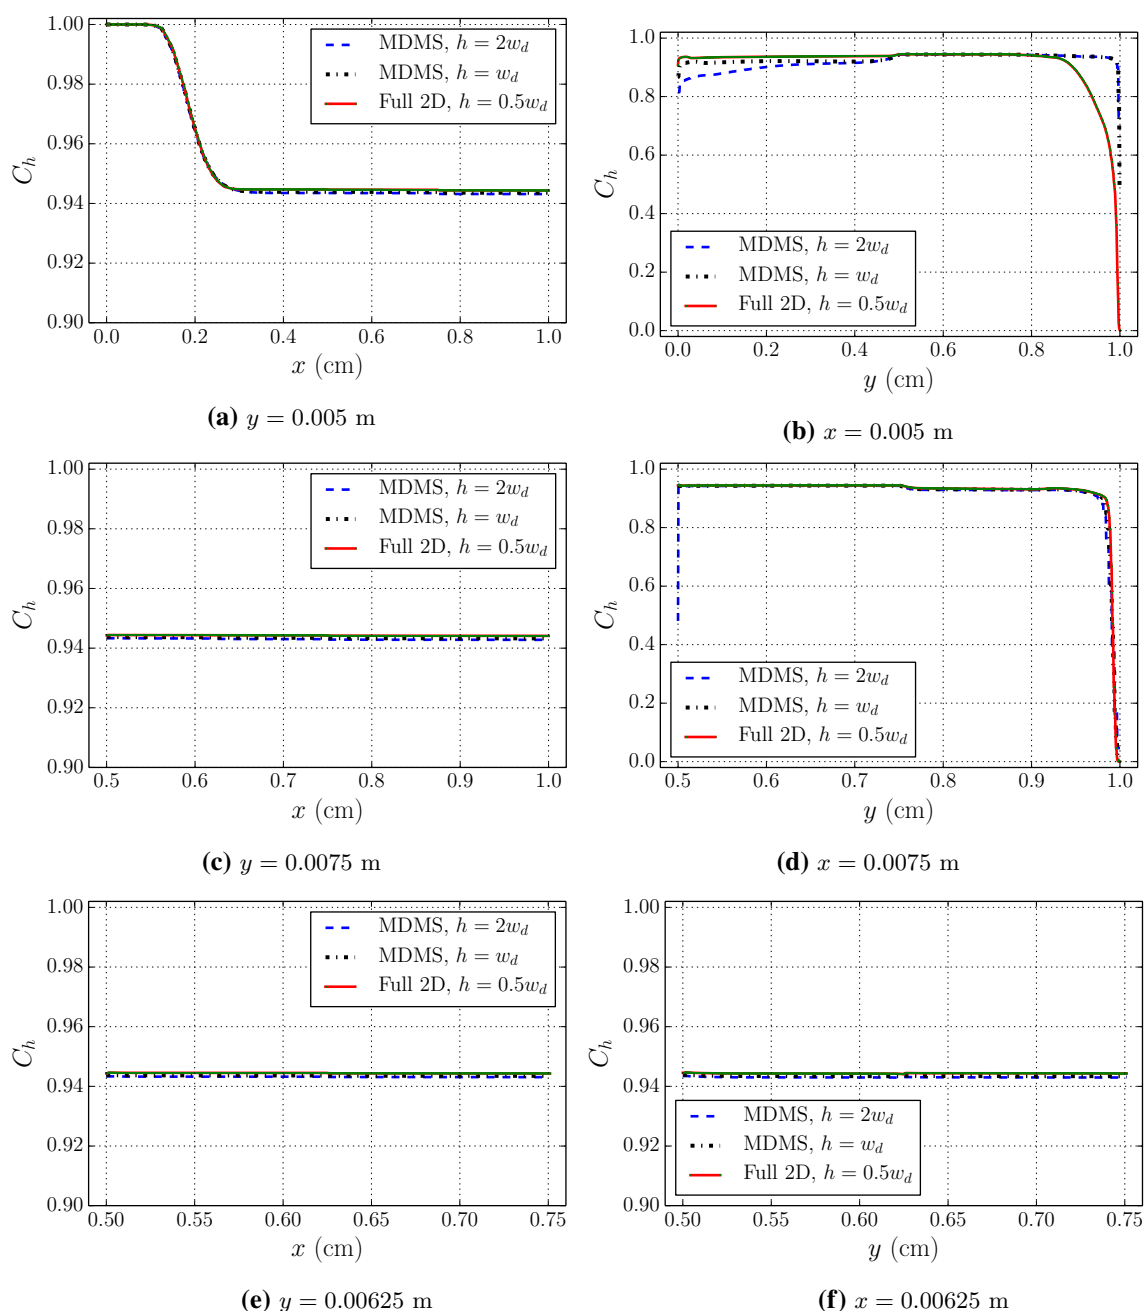 1.00
0.98
0.96
0.94
0.92
0.90
C_h
0.0 0.2 0.4 0.6 0.8 1.0
x (cm)
MDMS, h = 2w_d
MDMS, h = w_d
Full 2D, h = 0.5w_d
(a) y = 0.005 m
1.0
0.8
0.6
0.4
0.2
0.0
C_h
0.0 0.2 0.4 0.6 0.8 1.0
y (cm)
MDMS, h = 2w_d
MDMS, h = w_d
Full 2D, h = 0.5w_d
(b) x = 0.005 m
1.00
0.98
0.96
0.94
0.92
0.90
C_h
0.5 0.6 0.7 0.8 0.9 1.0
x (cm)
MDMS, h = 2w_d
MDMS, h = w_d
Full 2D, h = 0.5w_d
(c) y = 0.0075 m
1.0
0.8
0.6
0.4
0.2
0.0
C_h
0.5 0.6 0.7 0.8 0.9 1.0
y (cm)
MDMS, h = 2w_d
MDMS, h = w_d
Full 2D, h = 0.5w_d
(d) x = 0.0075 m
1.00
0.98
0.96
0.94
0.92
0.90
C_h
0.50 0.55 0.60 0.65 0.70 0.75
x (cm)
MDMS, h = 2w_d
MDMS, h = w_d
Full 2D, h = 0.5w_d
(e) y = 0.00625 m
1.00
0.98
0.96
0.94
0.92
0.90
C_h
0.50 0.55 0.60 0.65 0.70 0.75
y (cm)
MDMS, h = 2w_d
MDMS, h = w_d
Full 2D, h = 0.5w_d
(f) x = 0.00625 m